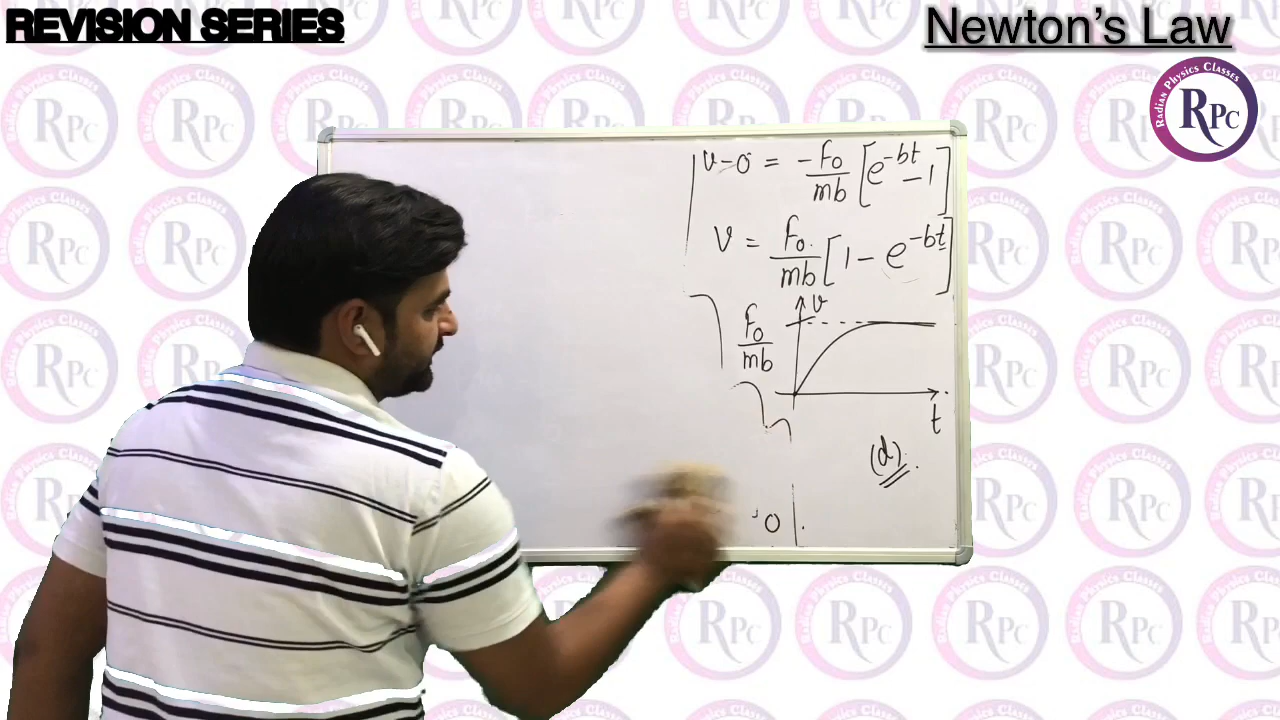 REVISION SERIES
Newton's Law
Radian Physics Classes
RPC
v-0 = -F₀/mb [e^-bt - 1]
V = F₀/mb [1 - e^-bt]
v
F₀/mb
t
(d).
0